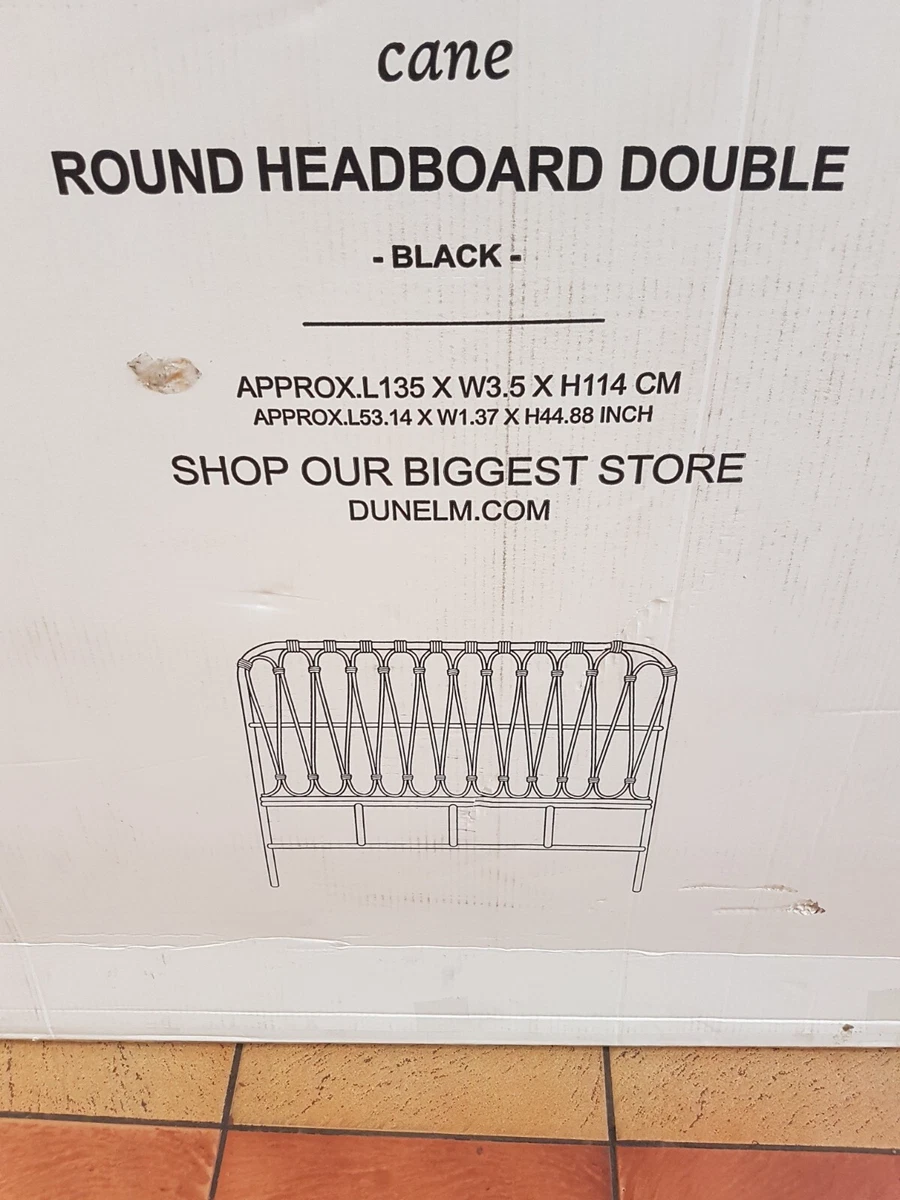 cane
ROUND HEADBOARD DOUBLE
- BLACK -
APPROX.L135 X W3.5 X H114 CM
APPROX.L53.14 X W1.37 X H44.88 INCH
SHOP OUR BIGGEST STORE
DUNELM.COM